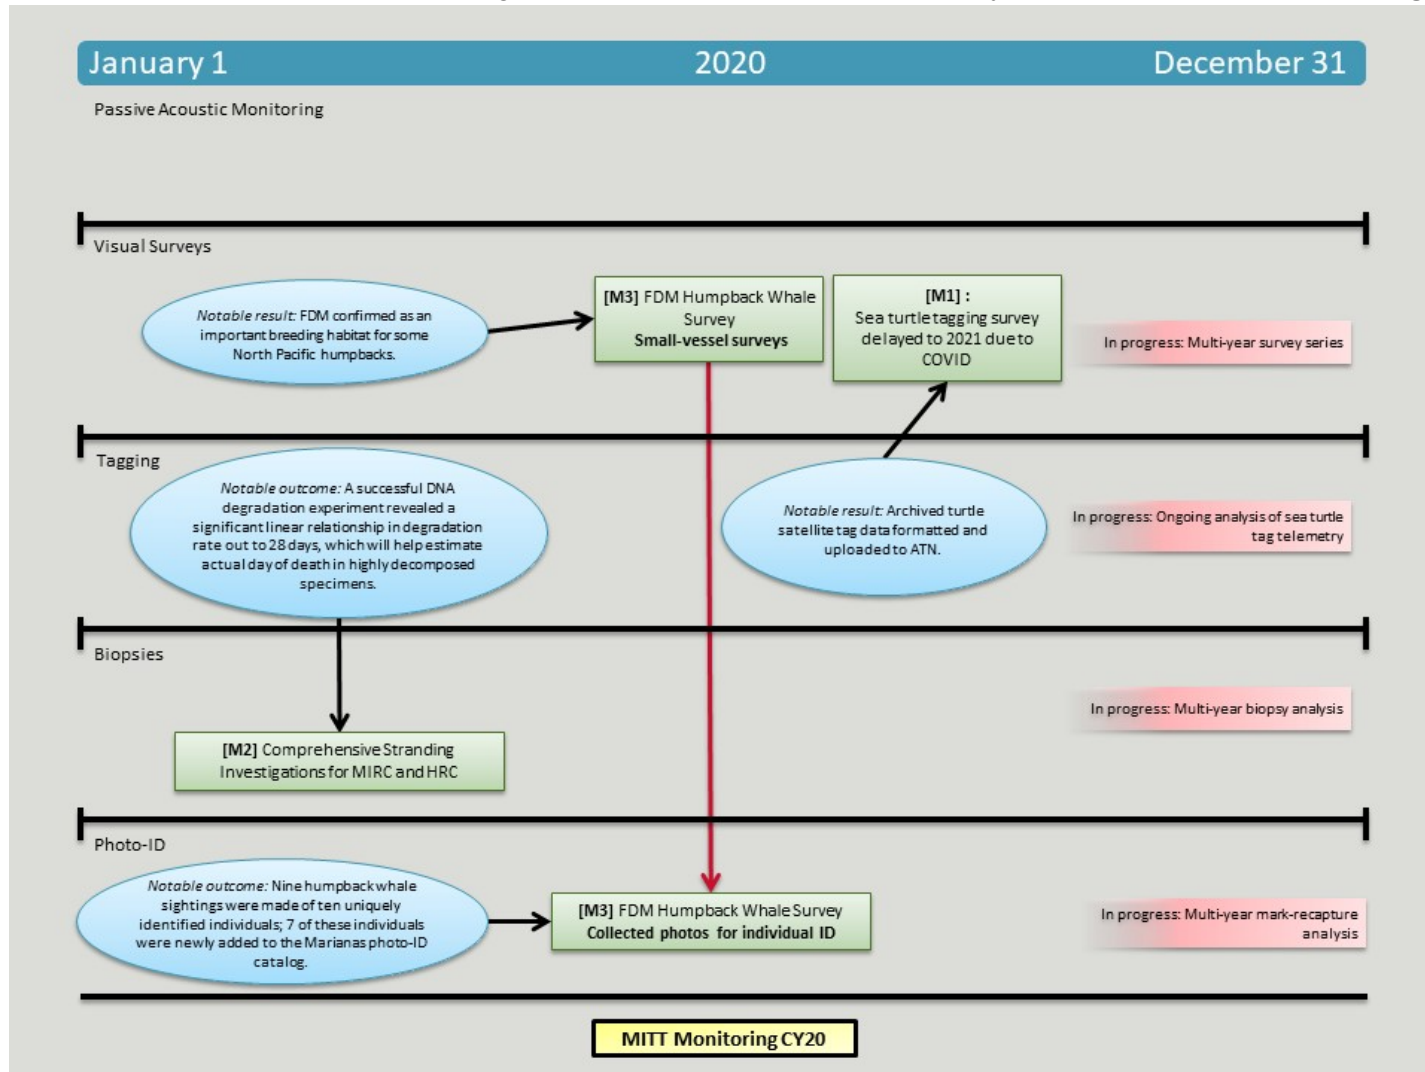 January 1
2020
December 31
Passive Acoustic Monitoring
Visual Surveys
Notable result: FDM confirmed as an
important breeding habitat for some
North Pacific humpbacks.
[M3] FDM Humpback Whale
Survey
Small-vessel surveys
[M1] :
Sea turtle tagging survey
delayed to 2021 due to
COVID
In progress: Multi-year survey series
Tagging
Notable outcome: A successful DNA
degradation experiment revealed a
significant linear relationship in degradation
rate out to 28 days, which will help estimate
actual day of death in highly decomposed
specimens.
Notable result: Archived turtle
satellite tag data formatted and
uploaded to ATN.
In progress: Ongoing analysis of sea turtle
tag telemetry
Biopsies
In progress: Multi-year biopsy analysis
[M2] Comprehensive Stranding
Investigations for MIRC and HRC
Photo-ID
Notable outcome: Nine humpback whale
sightings were made of ten uniquely
identified individuals; 7 of these individuals
were newly added to the Marianas photo-ID
catalog.
[M3] FDM Humpback Whale Survey
Collected photos for individual ID
In progress: Multi-year mark-recapture
analysis
MITT Monitoring CY20